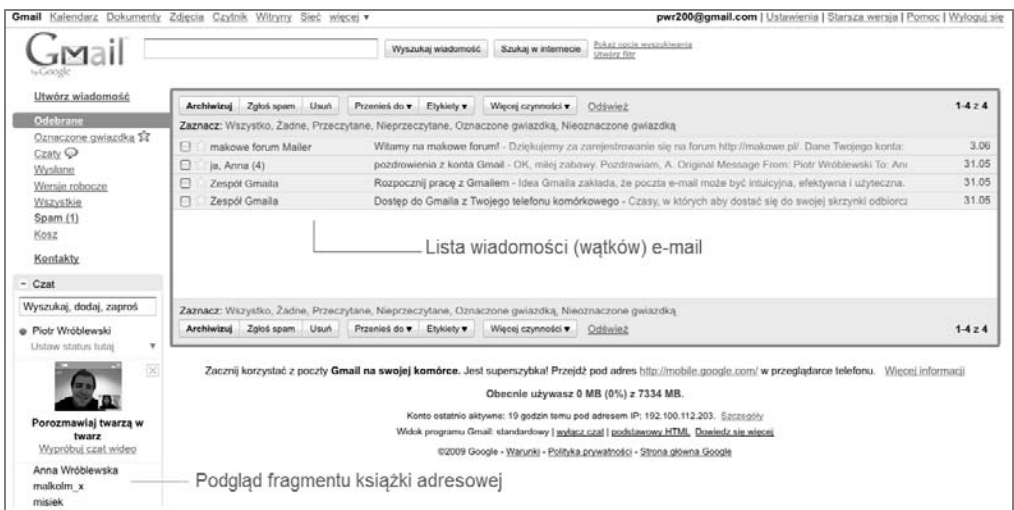 Gmail Kalendarz Dokumenty Zdjęcia Czytnik Witryny Sieć więcej ▼
pwr200@gmail.com | Ustawienia | Starsza wersja | Pomoc | Wyloguj się
Gmail
by Google
Wyszukaj wiadomość Szukaj w internecie
Pokaż opcje wyszukiwania
Utwórz filtr
Utwórz wiadomość
Odebrane
Oznaczone gwiazdką
Czaty
Wysłane
Wersje robocze
Wszystkie
Spam (1)
Kosz
Kontakty
− Czat
Wyszukaj, dodaj, zaproś
Piotr Wróblewski
Ustaw status tutaj ▼
Porozmawiaj twarzą w
twarz
Wypróbuj czat wideo
Anna Wróblewska
malkolm_x
misiek
Archiwizuj Zgłoś spam Usuń Przenieś do ▼ Etykiety ▼ Więcej czynności ▼ Odśwież 1-4 z 4
Zaznacz: Wszystko, Żadne, Przeczytane, Nieprzeczytane, Oznaczone gwiazdką, Nieoznaczone gwiazdką
makowe forum Mailer Witamy na makowe forum! - Dziękujemy za zarejestrowanie się na forum http://makowe.pl/. Dane Twojego konta: 3.06
ja, Anna (4) pozdrowienia z konta Gmail - OK, miłej zabawy. Pozdrawiam, A. Original Message From: Piotr Wróblewski To: Ann 31.05
Zespół Gmaila Rozpocznij pracę z Gmailem - Idea Gmaila zakłada, że poczta e-mail może być intuicyjna, efektywna i użyteczna. 31.05
Zespół Gmaila Dostęp do Gmaila z Twojego telefonu komórkowego - Czasy, w których aby dostać się do swojej skrzynki odbiorcz 31.05
Lista wiadomości (wątków) e-mail
Zaznacz: Wszystko, Żadne, Przeczytane, Nieprzeczytane, Oznaczone gwiazdką, Nieoznaczone gwiazdką
Archiwizuj Zgłoś spam Usuń Przenieś do ▼ Etykiety ▼ Więcej czynności ▼ Odśwież 1-4 z 4
Zacznij korzystać z poczty Gmail na swojej komórce. Jest superszybka! Przejdź pod adres http://mobile.google.com/ w przeglądarce telefonu. Więcej informacji
Obecnie używasz 0 MB (0%) z 7334 MB.
Konto ostatnio aktywne: 19 godzin temu pod adresem IP: 192.100.112.203. Szczegóły
Widok programu Gmail: standardowy | wyłącz czat | podstawowy HTML Dowiedz się więcej
©2009 Google - Warunki - Polityka prywatności - Strona główna Google
Podgląd fragmentu książki adresowej